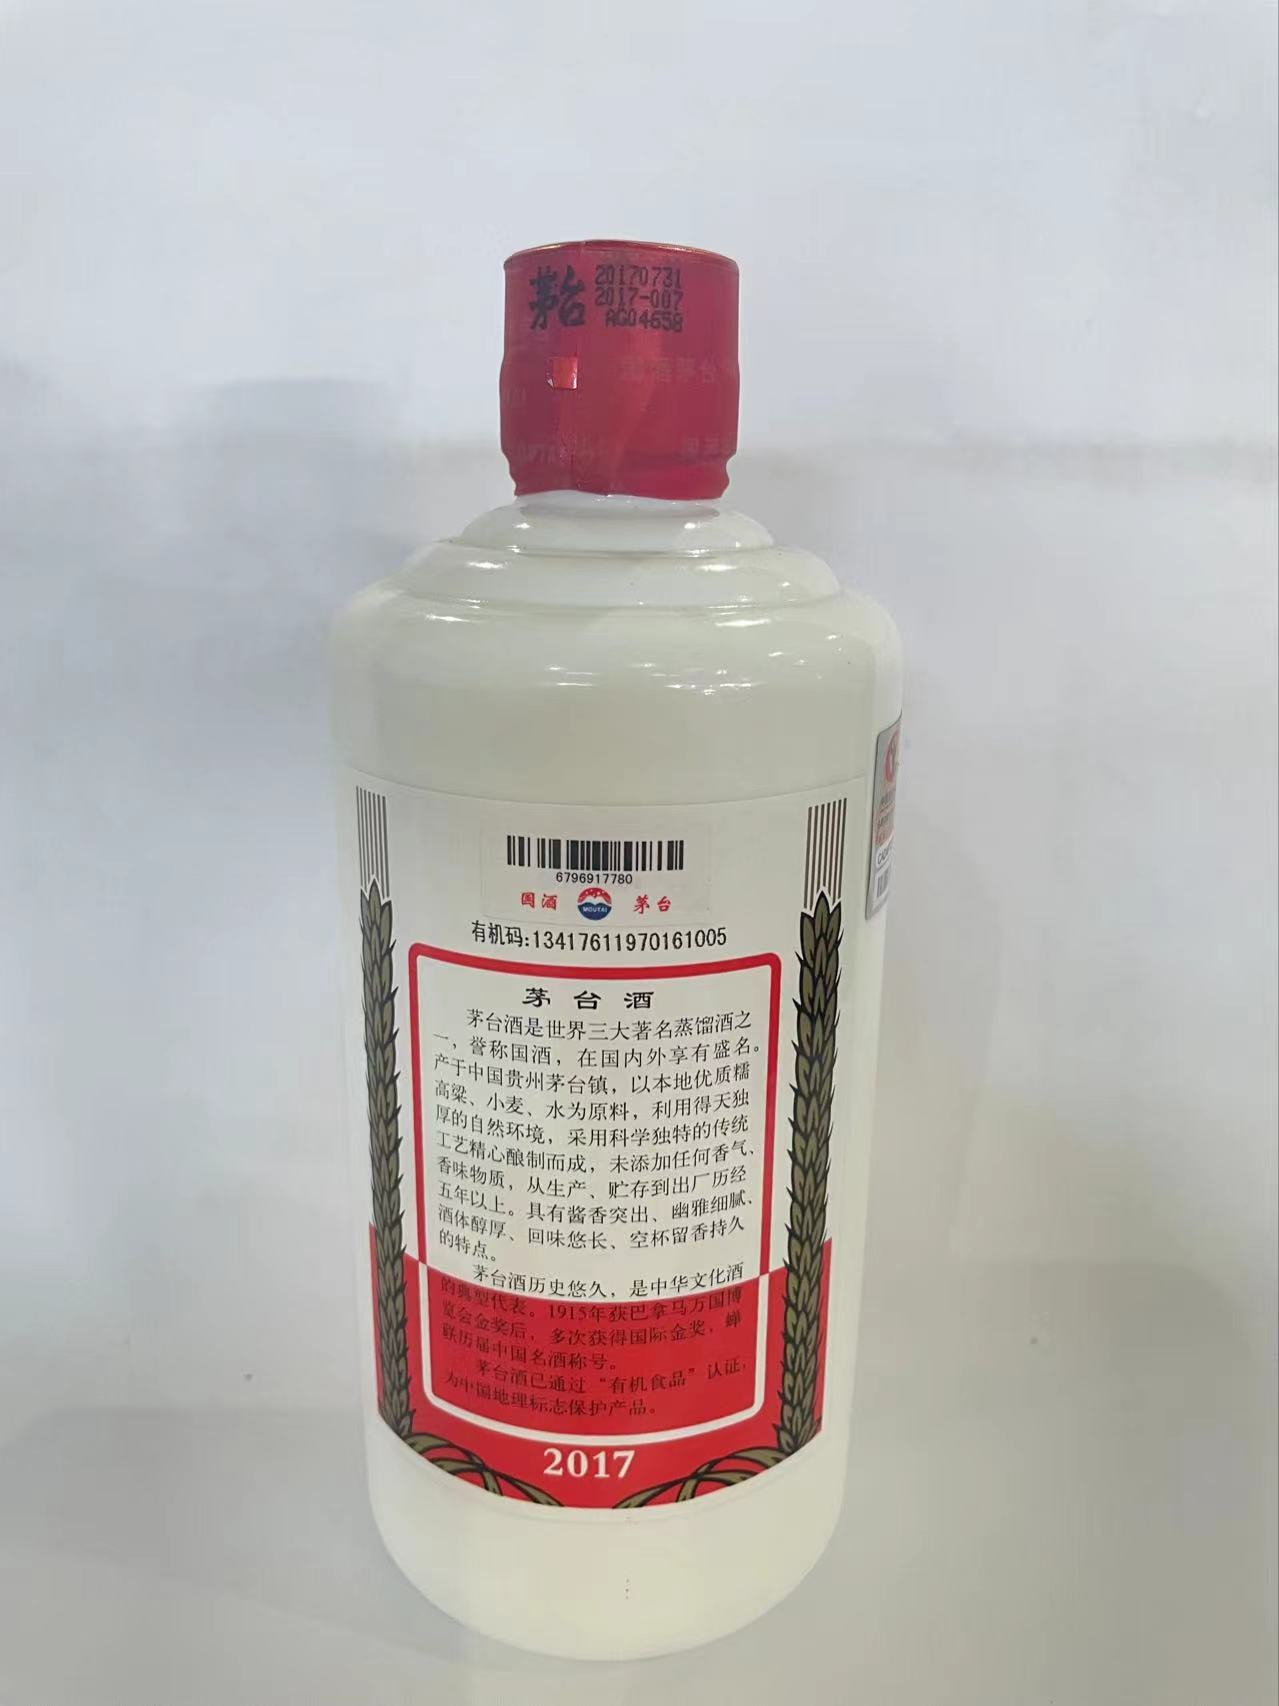 茅台
20170731
2017-007
AG04658
国酒茅台
6796917780
国酒
MOUTAI
茅台
有机码:13417611970161005
茅台酒
茅台酒是世界三大著名蒸馏酒之
一，誉称国酒，在国内外享有盛名。
产于中国贵州茅台镇，以本地优质糯
高粱、小麦、水为原料，利用得天独
厚的自然环境，采用科学独特的传统
工艺精心酿制而成，未添加任何香气、
香味物质，从生产、贮存到出厂历经
五年以上。具有酱香突出、幽雅细腻、
酒体醇厚、回味悠长、空杯留香持久
的特点。
茅台酒历史悠久，是中华文化酒
的典型代表。1915年获巴拿马万国博
览会金奖后，多次获得国际金奖，蝉
联历届中国名酒称号。
茅台酒已通过“有机食品”认证，
为中国地理标志保护产品。
2017